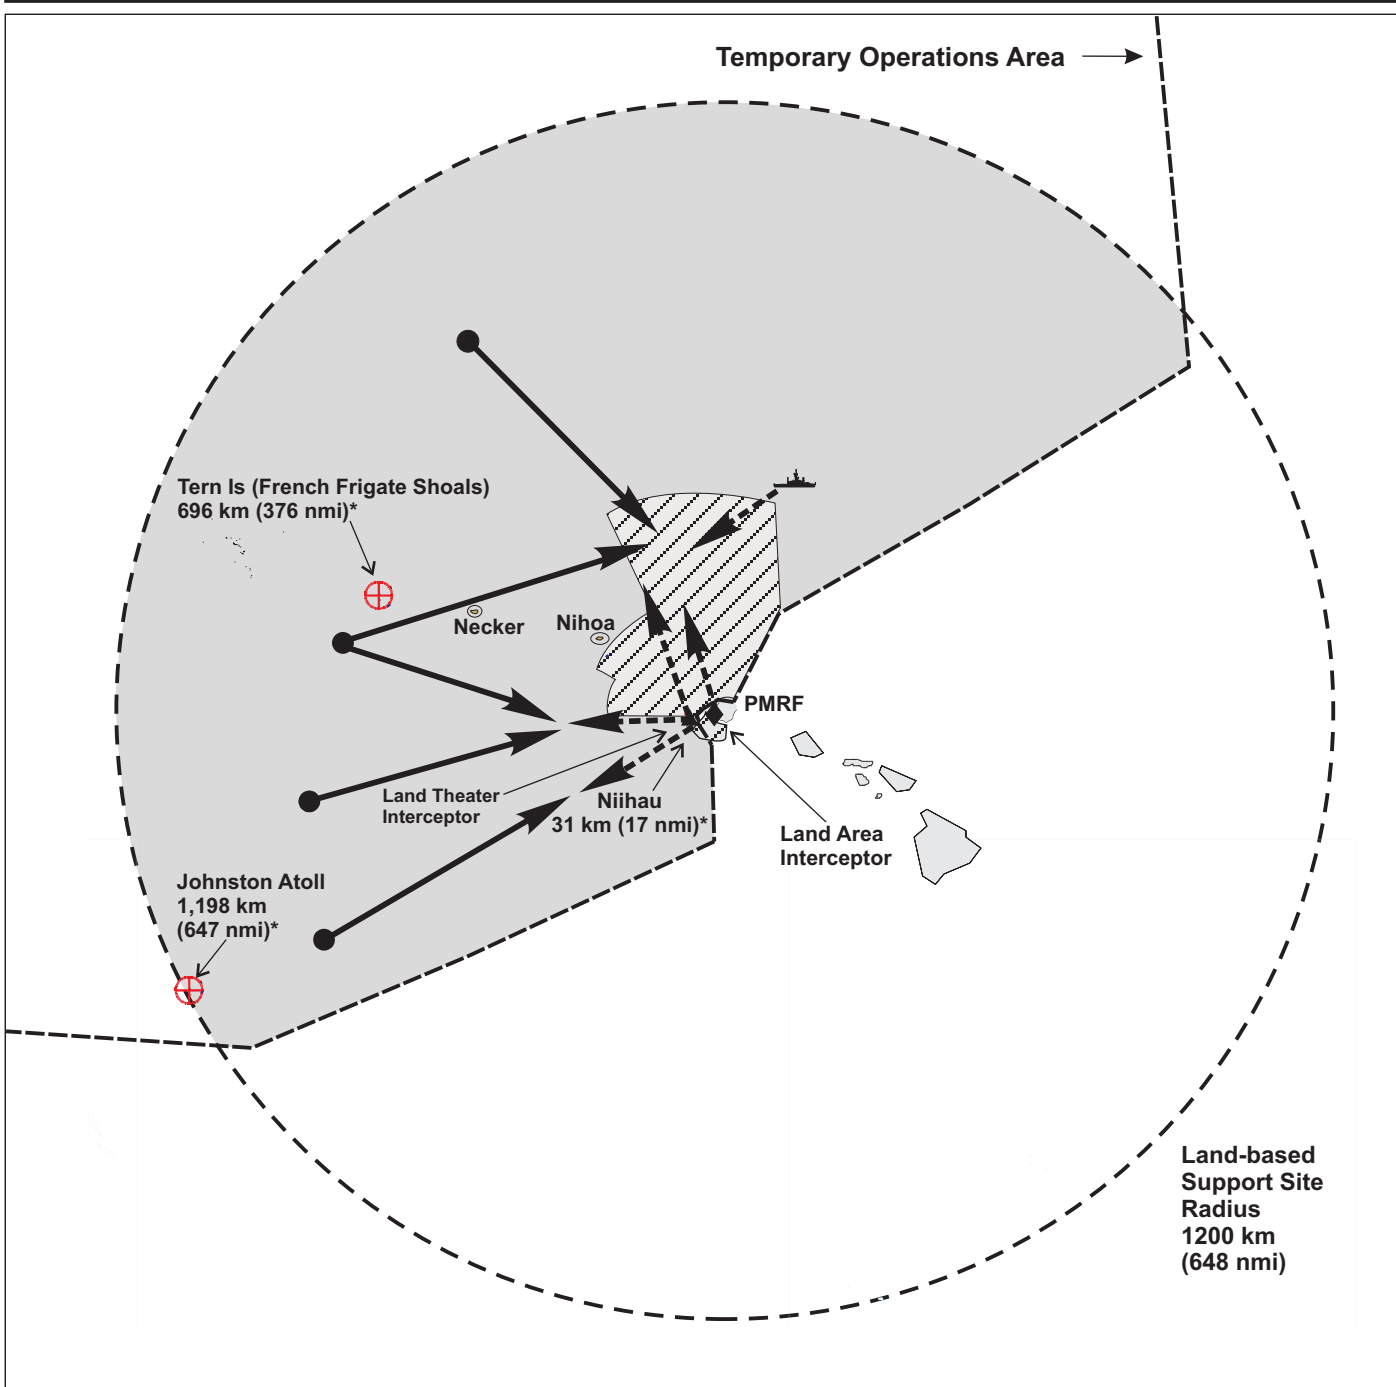 Temporary Operations Area
Tern Is (French Frigate Shoals)
696 km (376 nmi)*
Necker
Nihoa
PMRF
Land Theater
Interceptor
Niihau
31 km (17 nmi)*
Land Area
Interceptor
Johnston Atoll
1,198 km
(647 nmi)*
Land-based
Support Site
Radius
1200 km
(648 nmi)